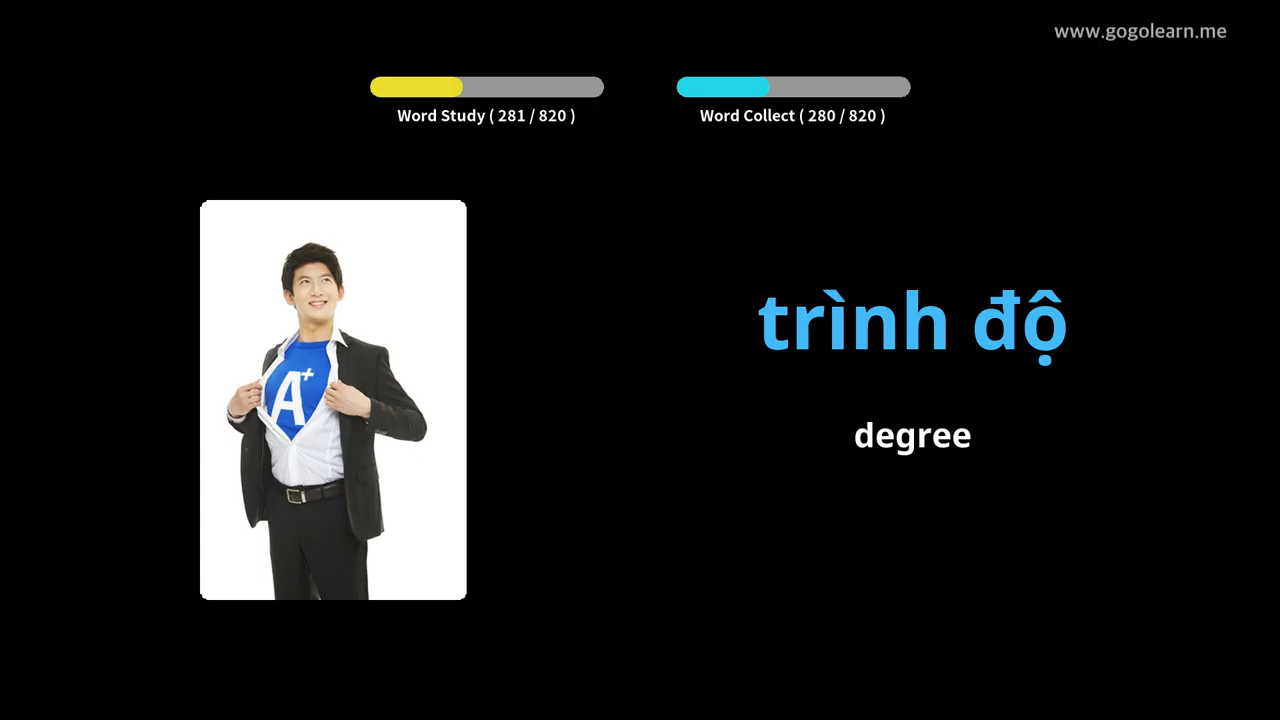 www.gogolearn.me
Word Study ( 281 / 820 )
Word Collect ( 280 / 820 )
A+
trình độ
degree